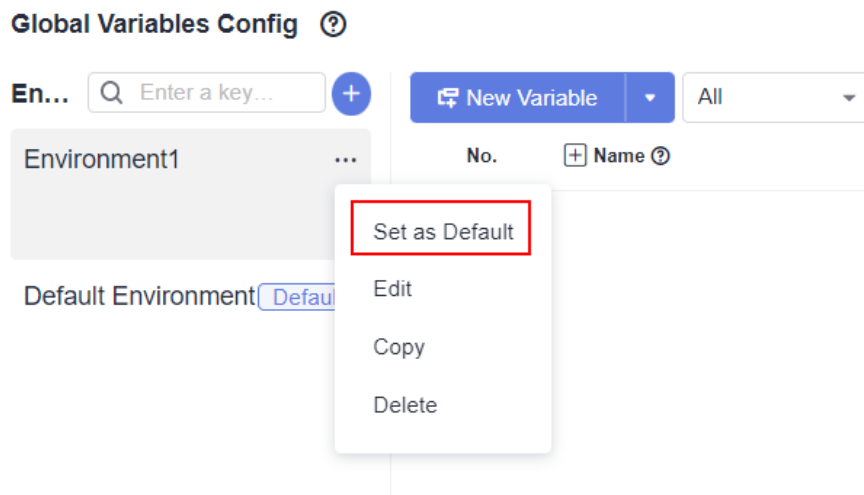 Global Variables Config
En...
Enter a key...
New Variable
All
Environment1
No.
Name
Set as Default
Edit
Default Environment
Copy
Delete